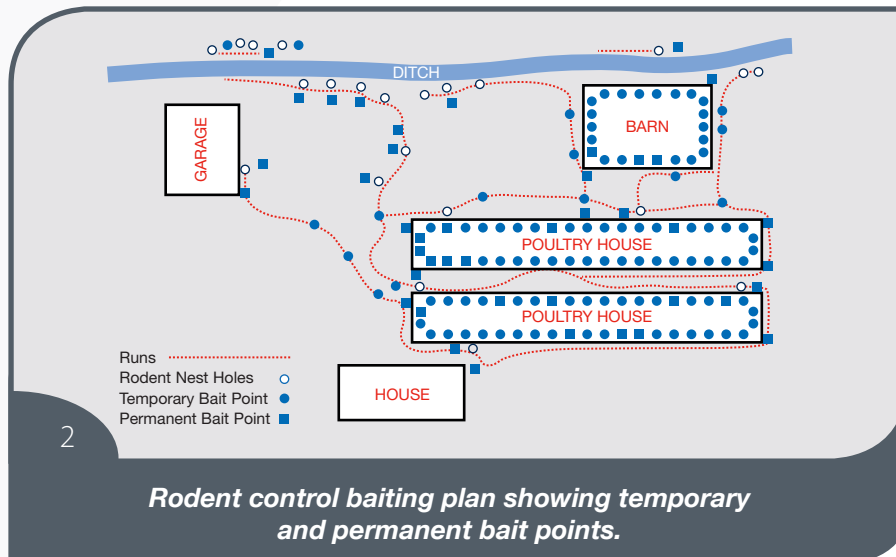 DITCH
GARAGE
BARN
POULTRY HOUSE
POULTRY HOUSE
HOUSE
Runs
Rodent Nest Holes
Temporary Bait Point
Permanent Bait Point
2
Rodent control baiting plan showing temporary
and permanent bait points.